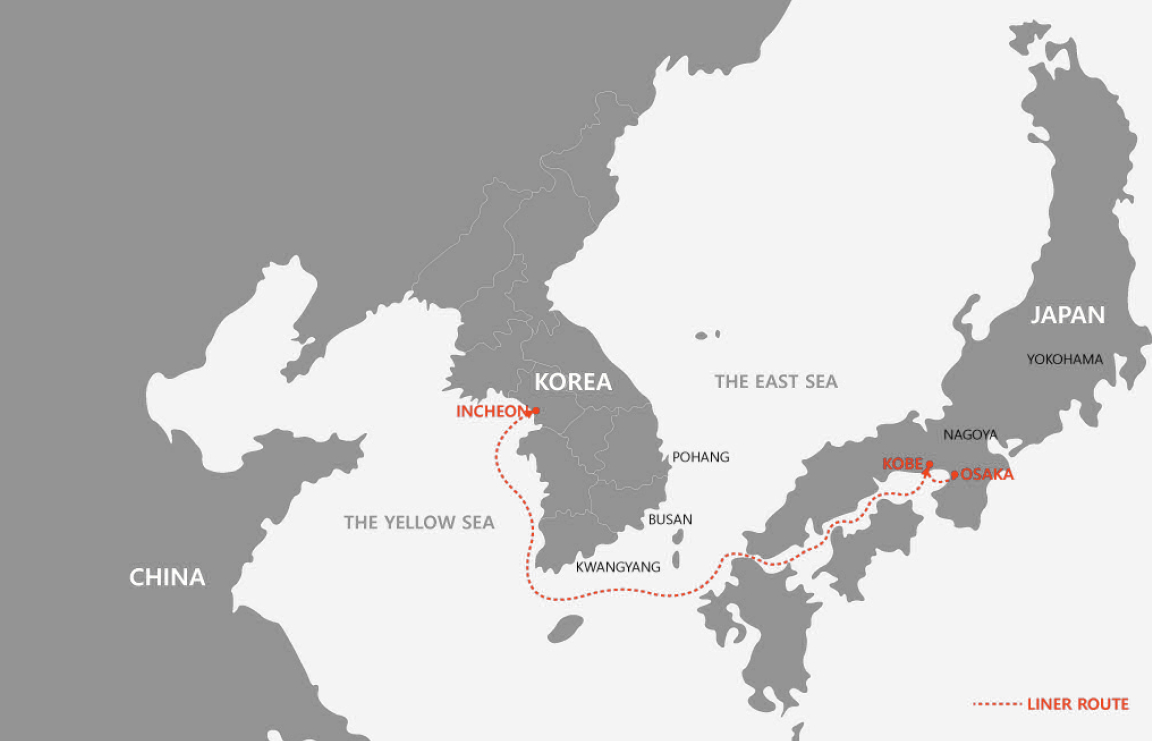 JAPAN
YOKOHAMA
KOREA
THE EAST SEA
INCHEON
NAGOYA
POHANG
KOBE
OSAKA
BUSAN
THE YELLOW SEA
KWANGYANG
CHINA
LINER ROUTE